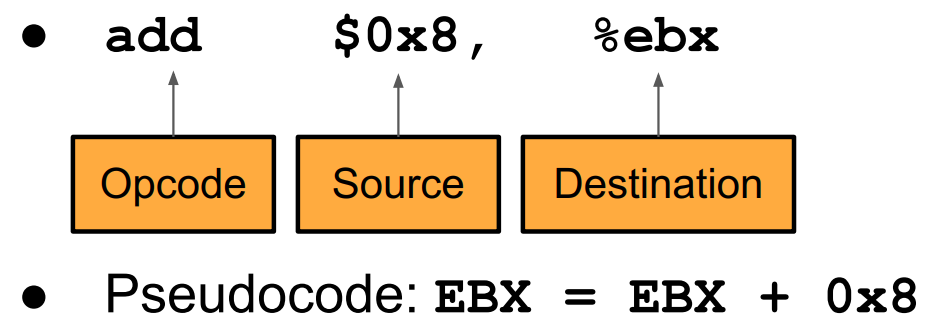 ● add $0x8, %ebx
Opcode Source Destination
● Pseudocode: EBX = EBX + 0x8